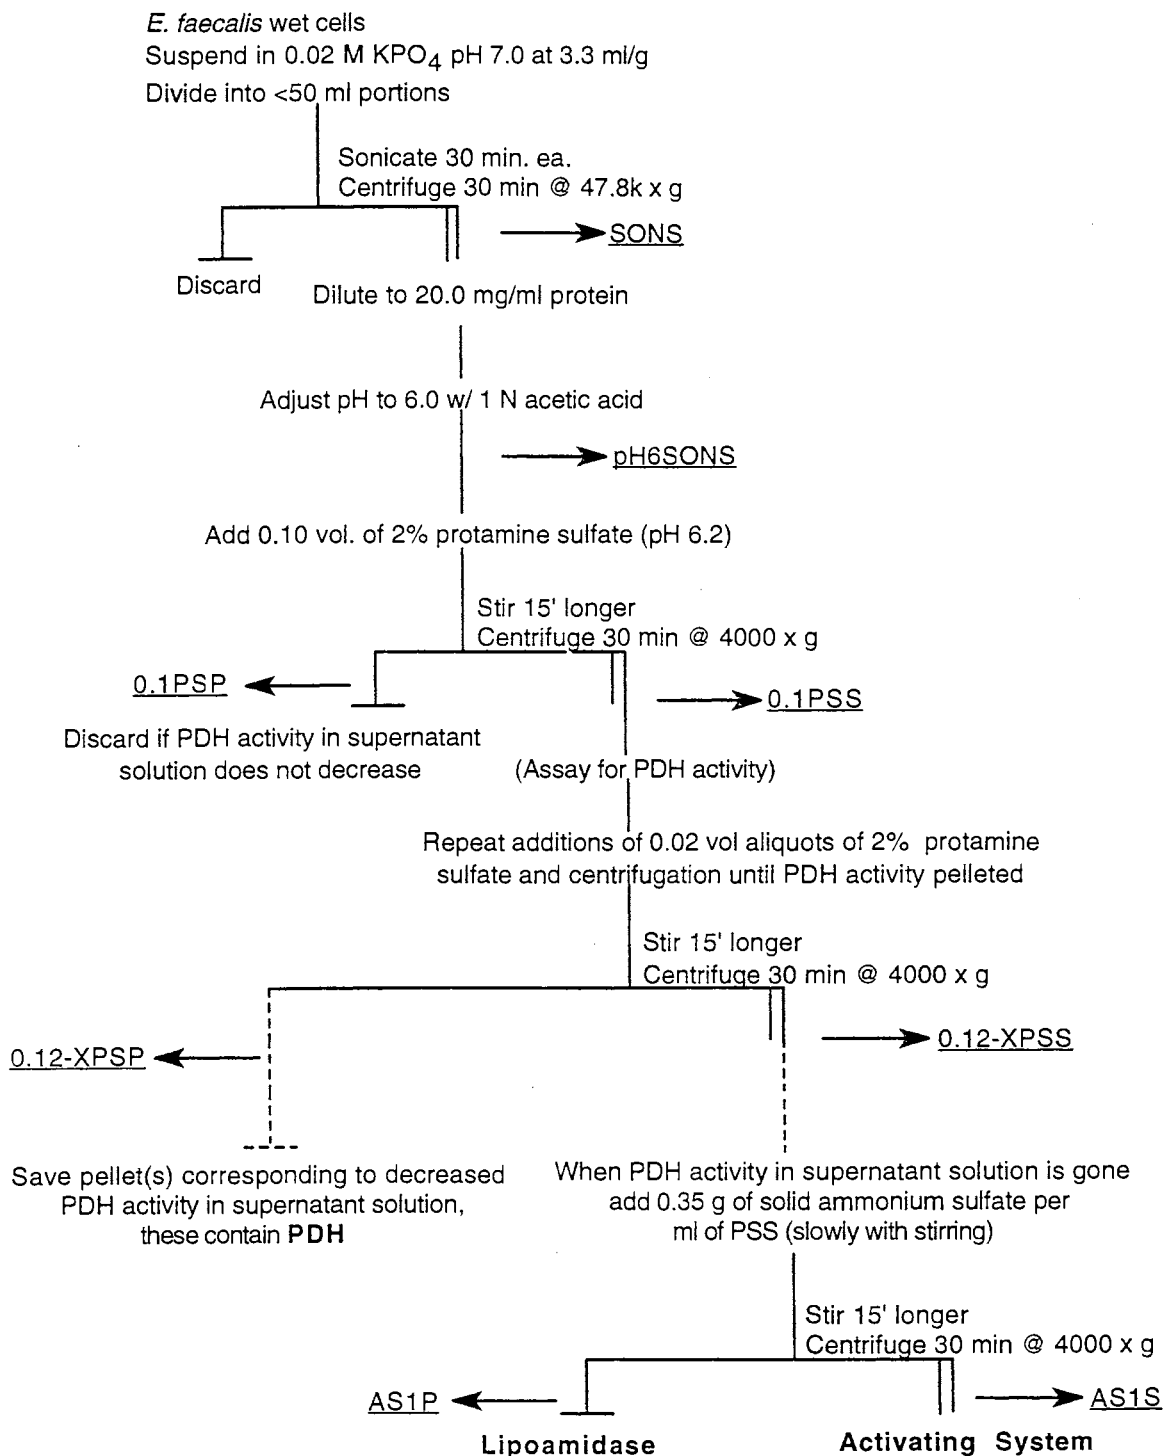 E. faecalis wet cells
Suspend in 0.02 M KPO4 pH 7.0 at 3.3 ml/g
Divide into <50 ml portions
Sonicate 30 min. ea.
Centrifuge 30 min @ 47.8k x g
SONS
Discard
Dilute to 20.0 mg/ml protein
Adjust pH to 6.0 w/ 1 N acetic acid
pH6SONS
Add 0.10 vol. of 2% protamine sulfate (pH 6.2)
Stir 15' longer
Centrifuge 30 min @ 4000 x g
0.1PSP
0.1PSS
Discard if PDH activity in supernatant
solution does not decrease
(Assay for PDH activity)
Repeat additions of 0.02 vol aliquots of 2% protamine
sulfate and centrifugation until PDH activity pelleted
Stir 15' longer
Centrifuge 30 min @ 4000 x g
0.12-XPSP
0.12-XPSS
Save pellet(s) corresponding to decreased
PDH activity in supernatant solution,
these contain PDH
When PDH activity in supernatant solution is gone
add 0.35 g of solid ammonium sulfate per
ml of PSS (slowly with stirring)
Stir 15' longer
Centrifuge 30 min @ 4000 x g
AS1P
AS1S
Lipoamidase
Activating System